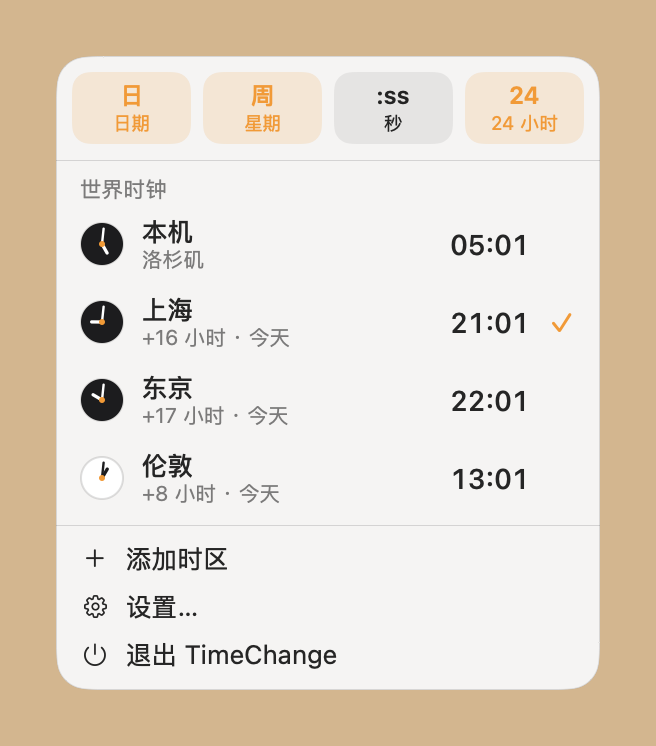 日 周 :ss 24
日期 星期 秒 24 小时
世界时钟
本机
洛杉矶
05:01
上海
+16 小时 · 今天
21:01
东京
+17 小时 · 今天
22:01
伦敦
+8 小时 · 今天
13:01
添加时区
设置...
退出 TimeChange